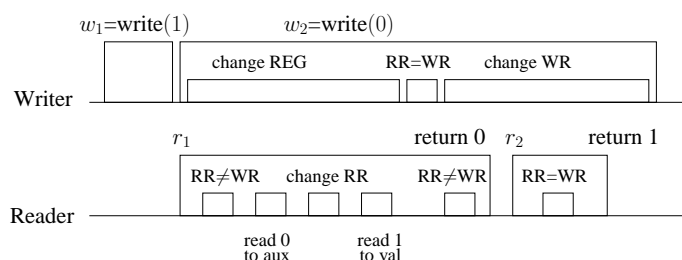 w₁=write(1) w₂=write(0)
change REG RR=WR change WR
Writer
r₁ return 0 r₂ return 1
RR≠WR change RR RR≠WR RR=WR
Reader
read 0 read 1
to aux to val